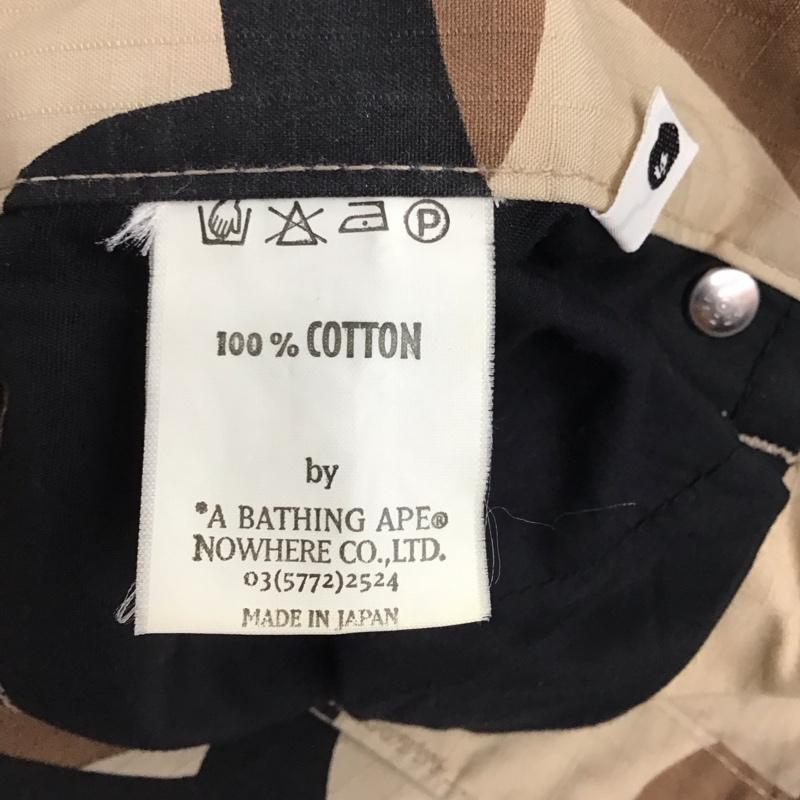 P
100 % COTTON
by
*A BATHING APE®
NOWHERE CO.,LTD.
03(5772)2524
MADE IN JAPAN